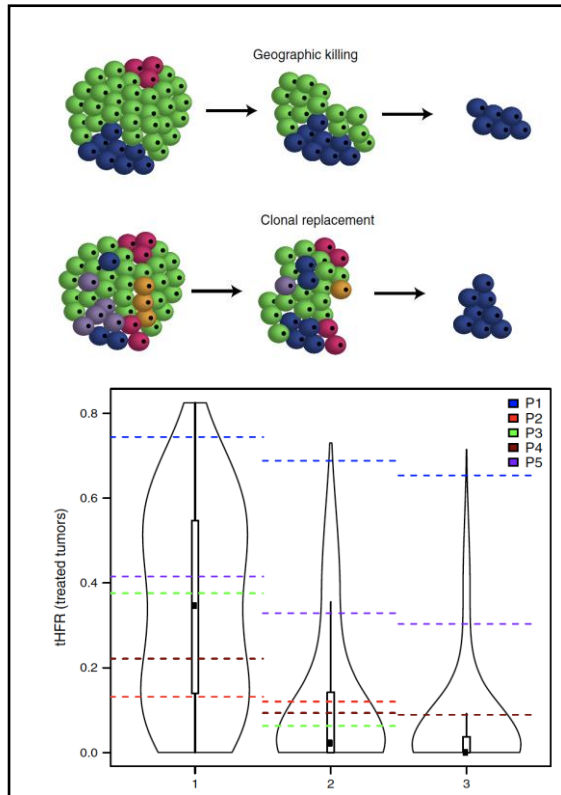 Geographic killing
Clonal replacement
P1
P2
P3
P4
P5
0.8
0.6
0.4
0.2
0.0
tHFR (treated tumors)
1 2 3